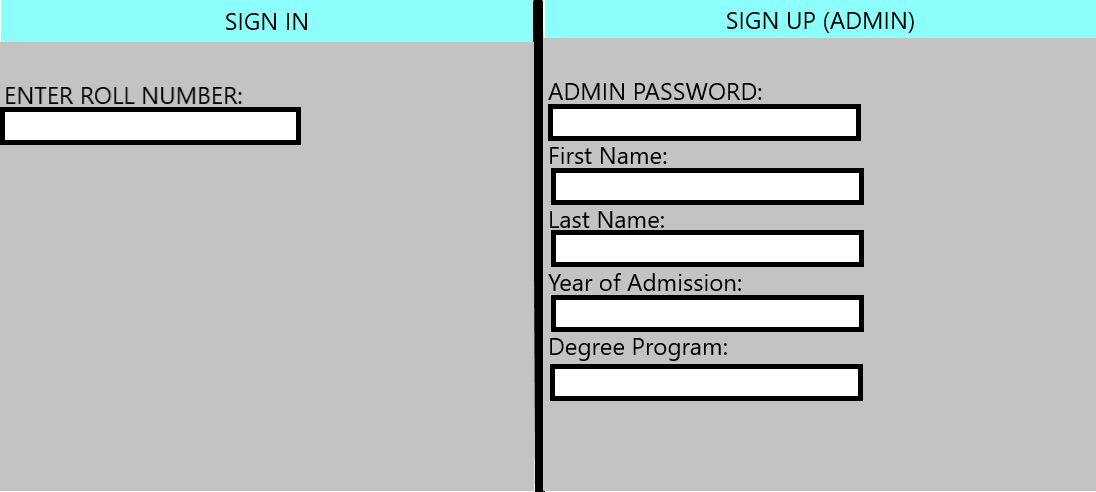 SIGN IN
ENTER ROLL NUMBER:
SIGN UP (ADMIN)
ADMIN PASSWORD:
First Name:
Last Name:
Year of Admission:
Degree Program: